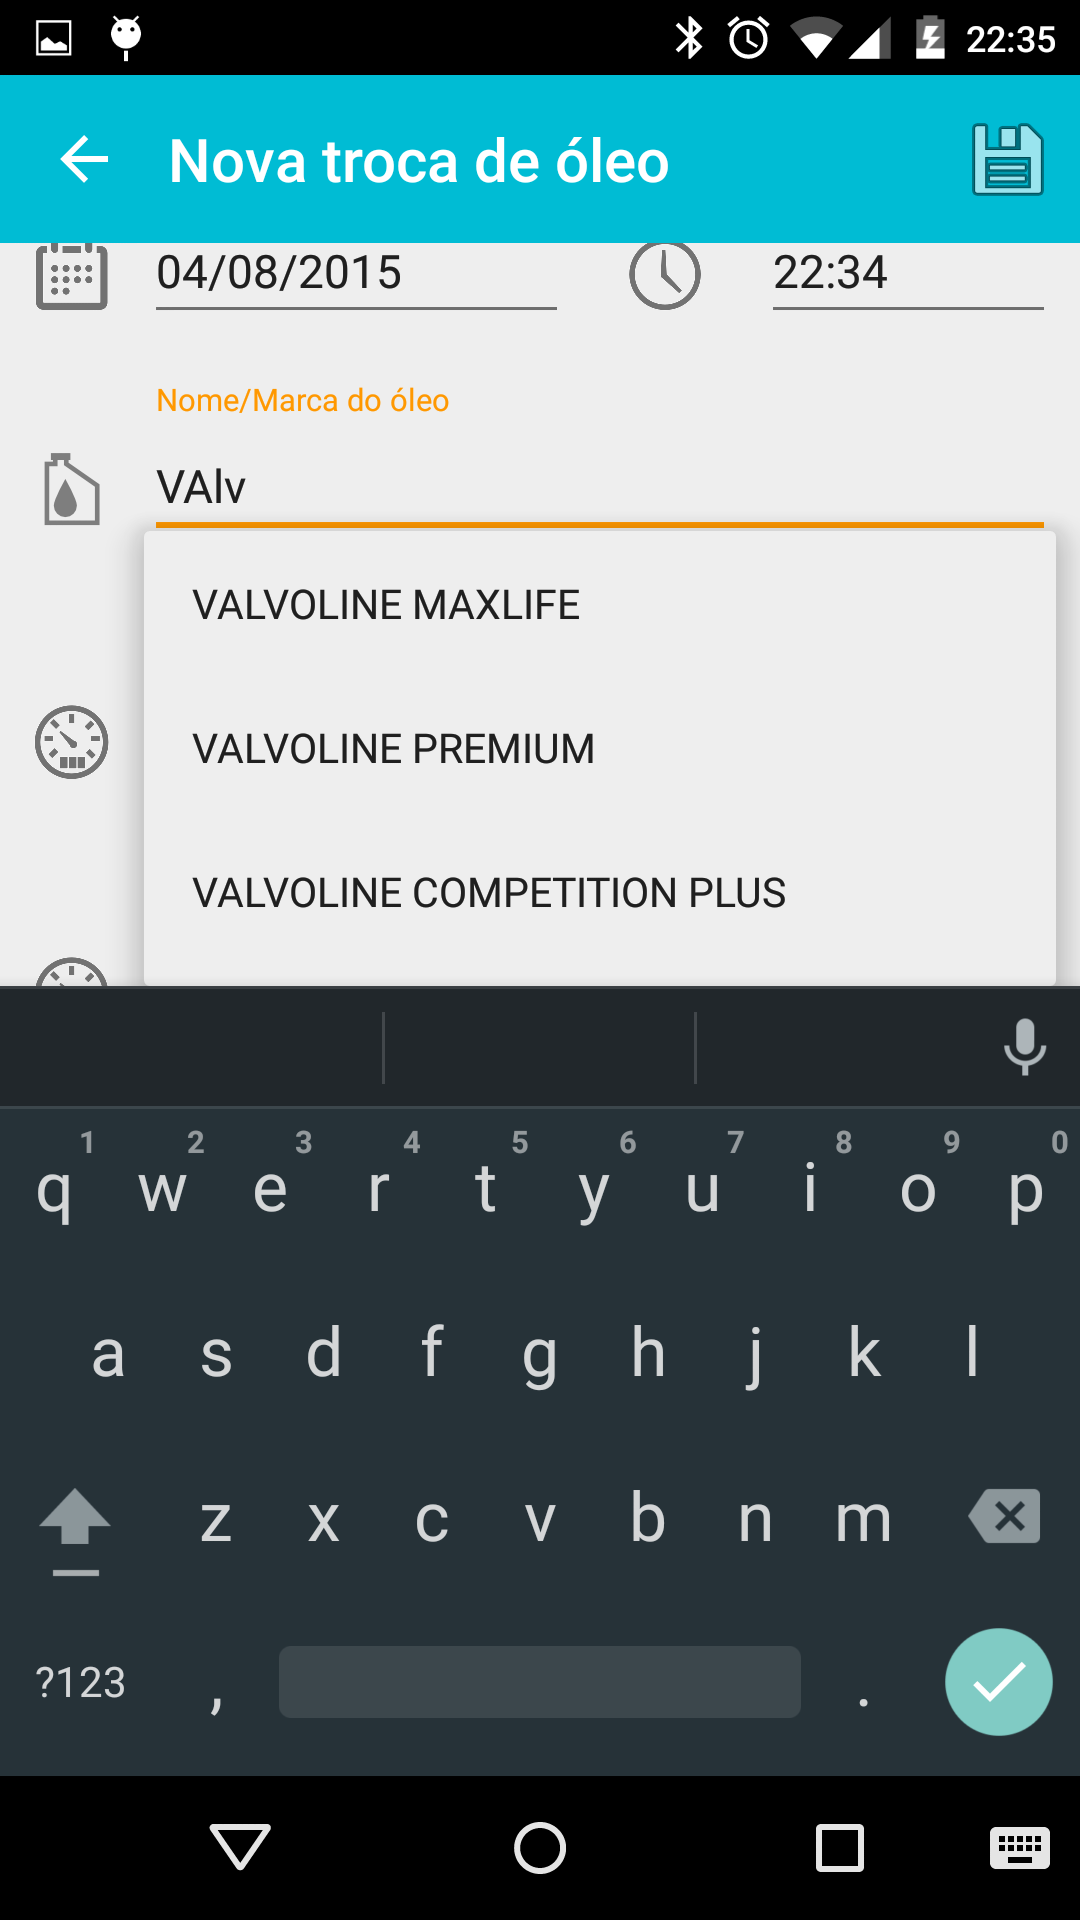 22:35
Nova troca de óleo
04/08/2015 22:34
Nome/Marca do óleo
VAlv
VALVOLINE MAXLIFE
VALVOLINE PREMIUM
VALVOLINE COMPETITION PLUS
1 2 3 4 5 6 7 8 9 0
q w e r t y u i o p
a s d f g h j k l
z x c v b n m
?123 , .